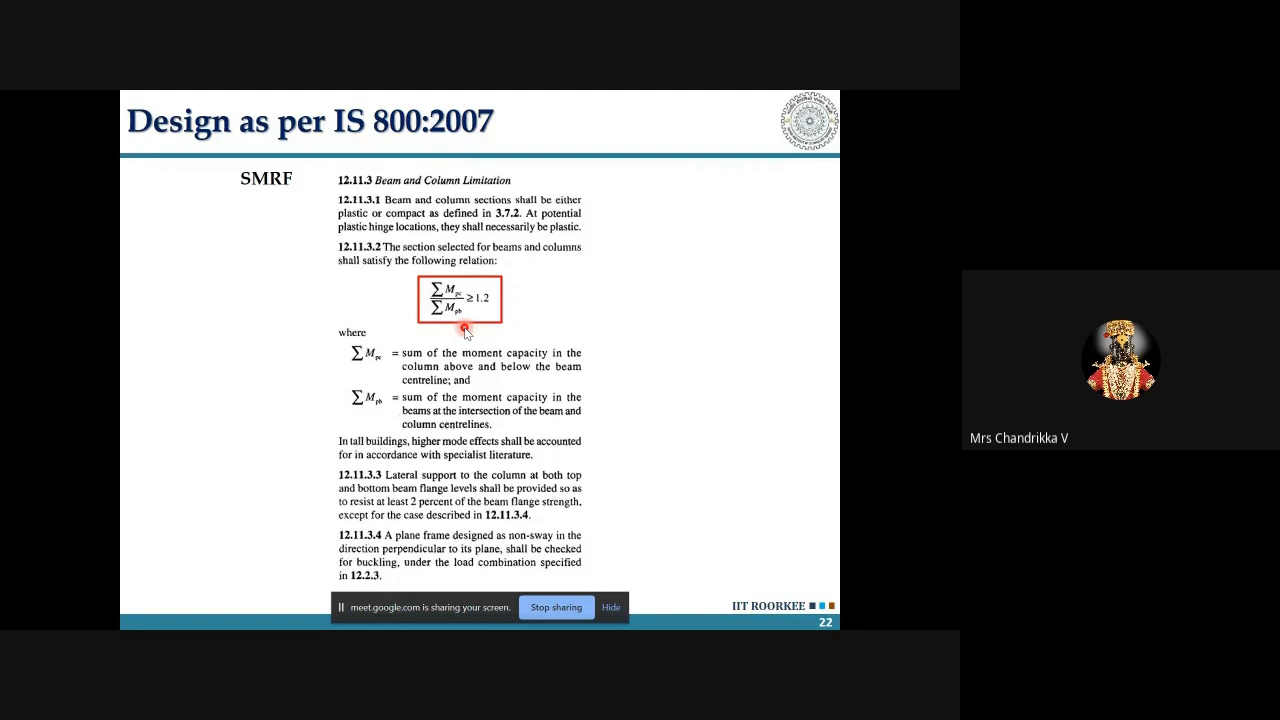 Design as per IS 800:2007
SMRF
12.11.3 Beam and Column Limitation
12.11.3.1 Beam and column sections shall be either
plastic or compact as defined in 3.7.2. At potential
plastic hinge locations, they shall necessarily be plastic.
12.11.3.2 The section selected for beams and columns
shall satisfy the following relation:
∑ M_pc / ∑ M_pb ≥ 1.2
where
∑ M_pc = sum of the moment capacity in the
column above and below the beam
centreline; and
∑ M_pb = sum of the moment capacity in the
beams at the intersection of the beam and
column centrelines.
In tall buildings, higher mode effects shall be accounted
for in accordance with specialist literature.
12.11.3.3 Lateral support to the column at both top
and bottom beam flange levels shall be provided so as
to resist at least 2 percent of the beam flange strength,
except for the case described in 12.11.3.4.
12.11.3.4 A plane frame designed as non-sway in the
direction perpendicular to its plane, shall be checked
for buckling, under the load combination specified
in 12.2.3.
meet.google.com is sharing your screen.
Stop sharing
Hide
IIT ROORKEE
22
Mrs Chandrikka V